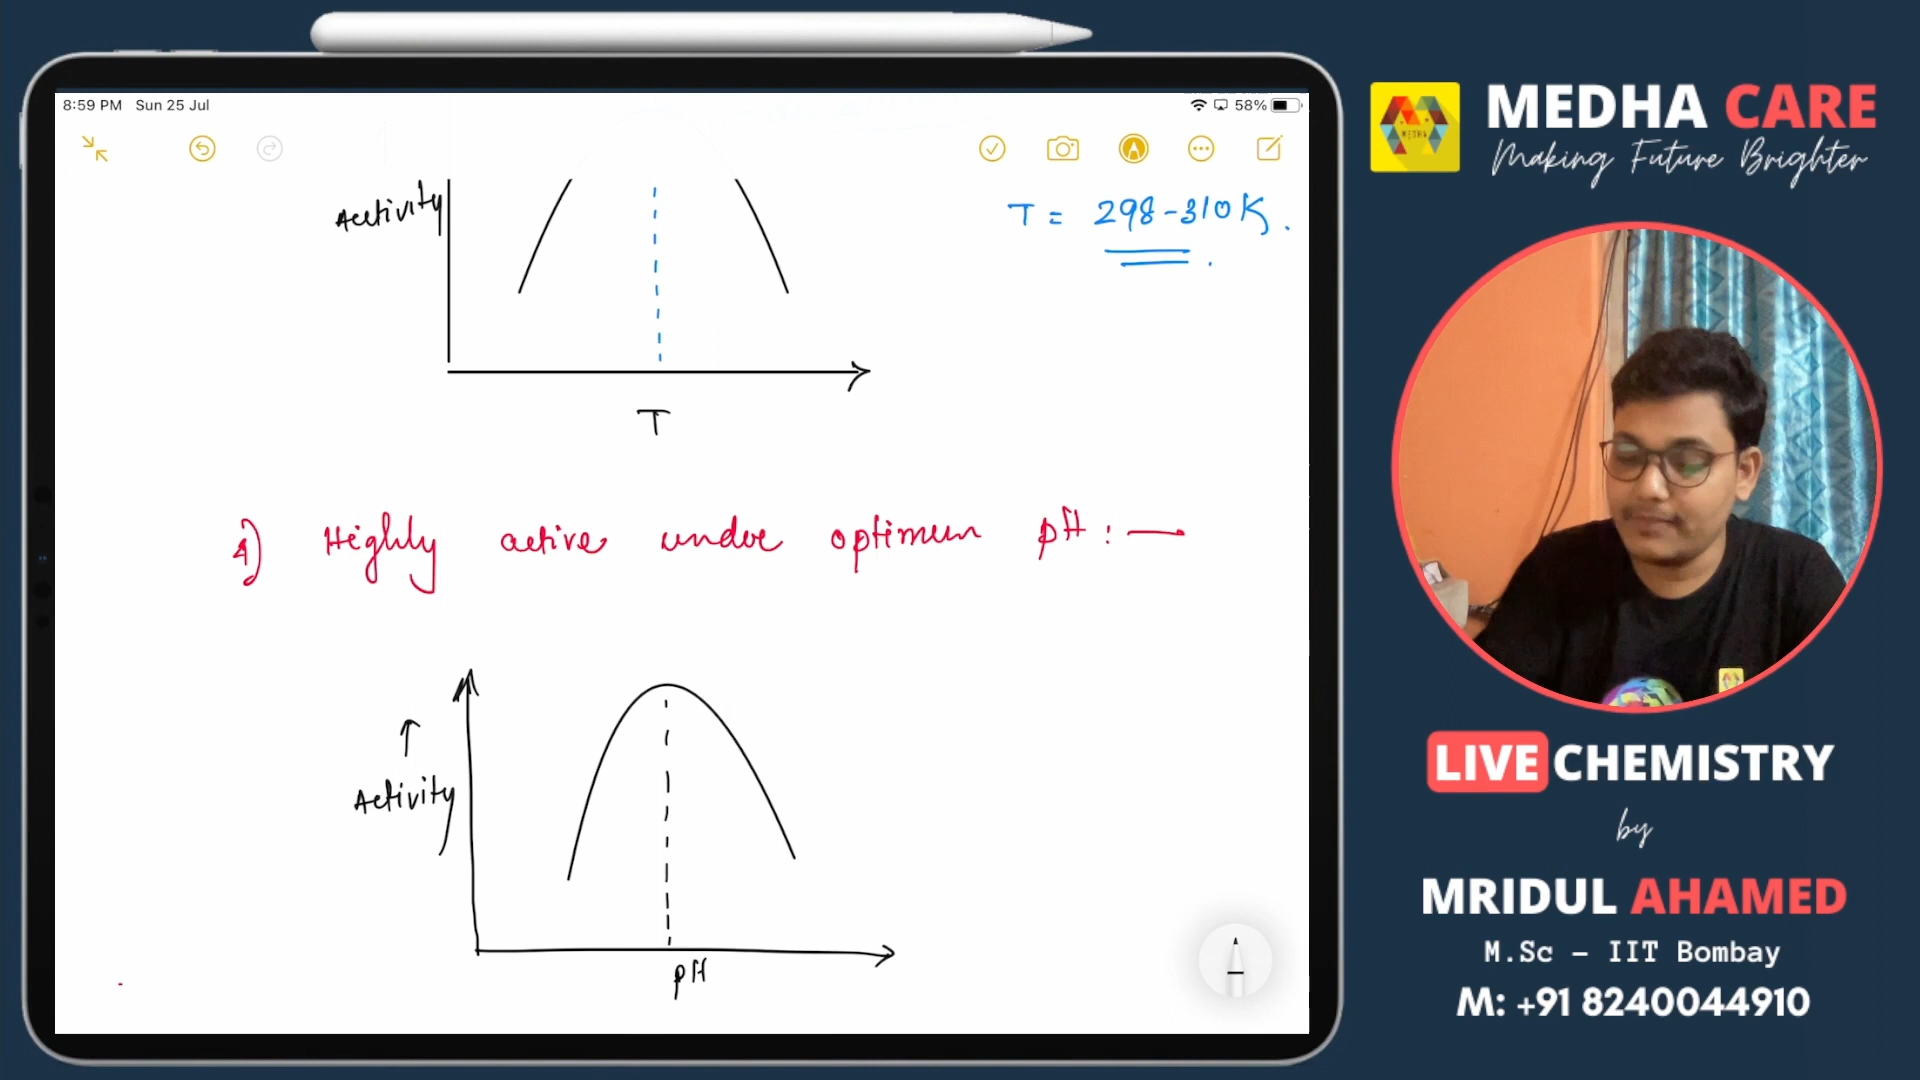 8:59 PM Sun 25 Jul
58%
MEDHA CARE
Making Future Brighter
Activity
T = 298-310K.
T
4) Highly active under optimum pH : —
↑
Activity
pH
LIVE CHEMISTRY
by
MRIDUL AHAMED
M.Sc – IIT Bombay
M: +91 8240044910